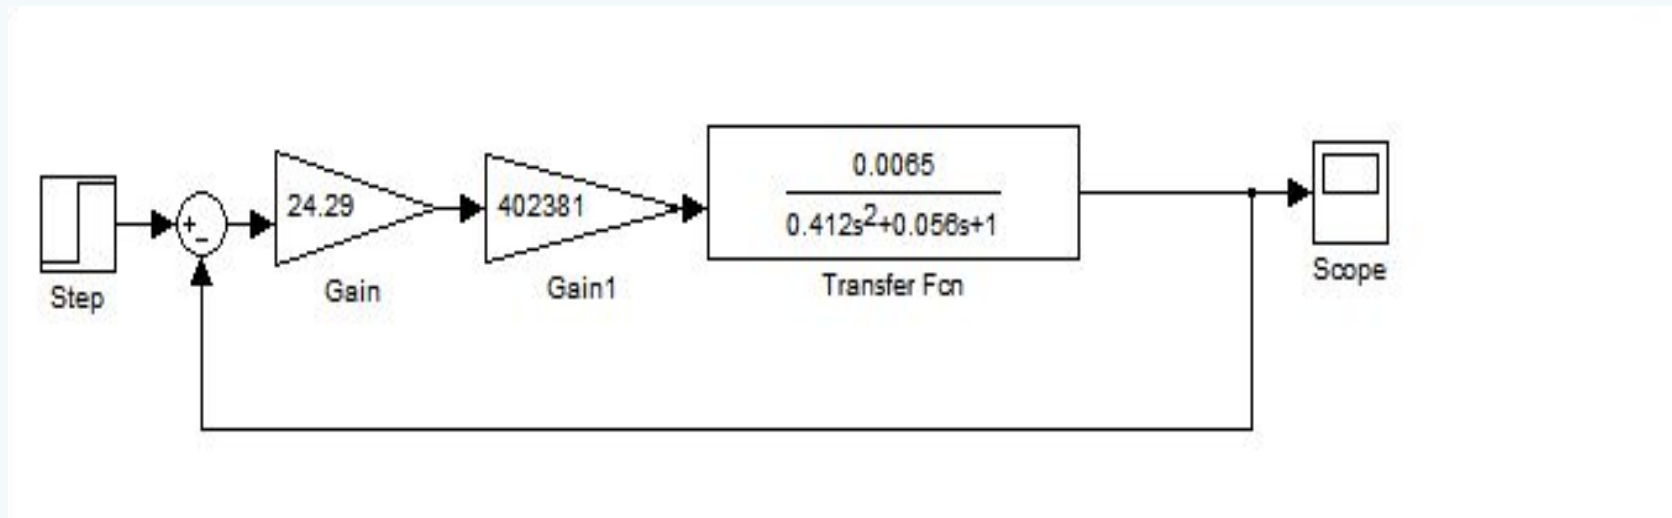 Step
+
−
24.29
Gain
402381
Gain1
0.0065
0.412s²+0.056s+1
Transfer Fcn
Scope